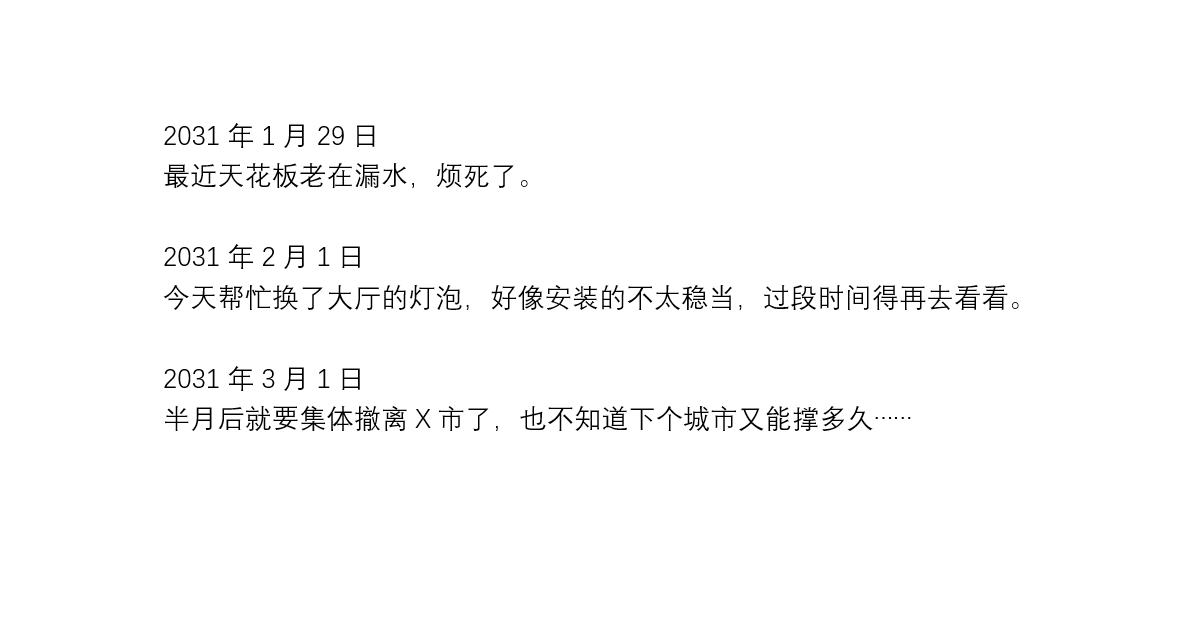 2031 年 1 月 29 日
最近天花板老在漏水，烦死了。
2031 年 2 月 1 日
今天帮忙换了大厅的灯泡，好像安装的不太稳当，过段时间得再去看看。
2031 年 3 月 1 日
半月后就要集体撤离 X 市了，也不知道下个城市又能撑多久……